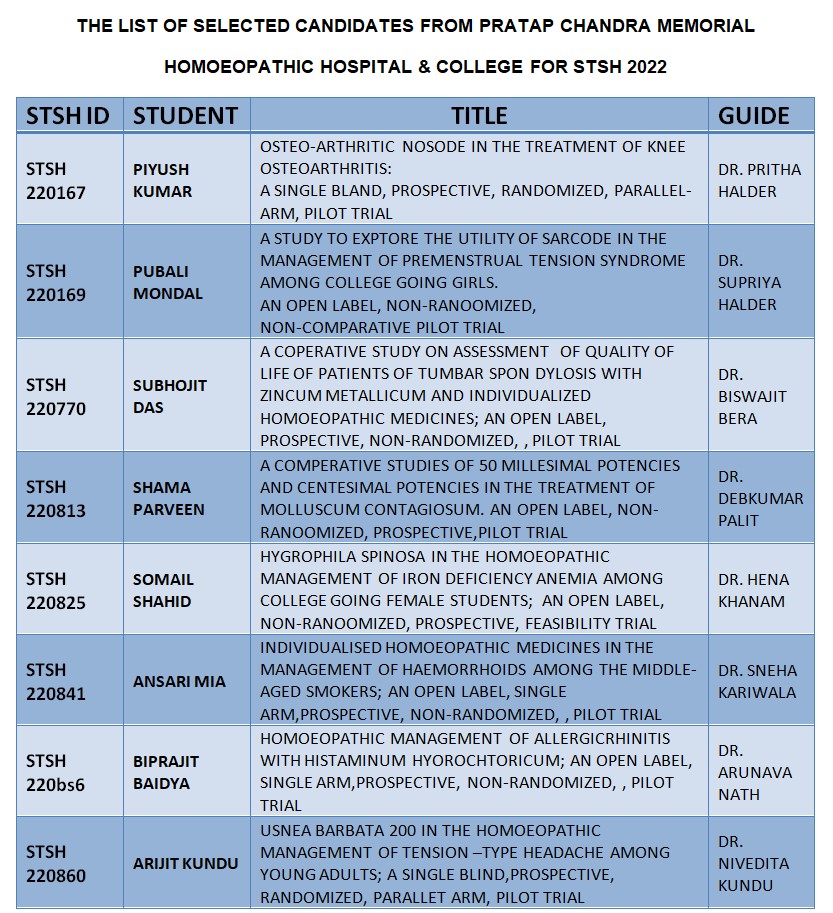 THE LIST OF SELECTED CANDIDATES FROM PRATAP CHANDRA MEMORIAL
HOMOEOPATHIC HOSPITAL & COLLEGE FOR STSH 2022
STSH ID STUDENT TITLE GUIDE
STSH
220167
PIYUSH
KUMAR
OSTEO-ARTHRITIC NOSODE IN THE TREATMENT OF KNEE
OSTEOARTHRITIS:
A SINGLE BLAND, PROSPECTIVE, RANDOMIZED, PARALLEL-
ARM, PILOT TRIAL
DR. PRITHA
HALDER
STSH
220169
PUBALI
MONDAL
A STUDY TO EXPTORE THE UTILITY OF SARCODE IN THE
MANAGEMENT OF PREMENSTRUAL TENSION SYNDROME
AMONG COLLEGE GOING GIRLS.
AN OPEN LABEL, NON-RANOOMIZED,
NON-COMPARATIVE PILOT TRIAL
DR.
SUPRIYA
HALDER
STSH
220770
SUBHOJIT
DAS
A COPERATIVE STUDY ON ASSESSMENT OF QUALITY OF
LIFE OF PATIENTS OF TUMBAR SPON DYLOSIS WITH
ZINCUM METALLICUM AND INDIVIDUALIZED
HOMOEOPATHIC MEDICINES; AN OPEN LABEL,
PROSPECTIVE, NON-RANDOMIZED, , PILOT TRIAL
DR.
BISWAJIT
BERA
STSH
220813
SHAMA
PARVEEN
A COMPERATIVE STUDIES OF 50 MILLESIMAL POTENCIES
AND CENTESIMAL POTENCIES IN THE TREATMENT OF
MOLLUSCUM CONTAGIOSUM. AN OPEN LABEL, NON-
RANOOMIZED, PROSPECTIVE,PILOT TRIAL
DR.
DEBKUMAR
PALIT
STSH
220825
SOMAIL
SHAHID
HYGROPHILA SPINOSA IN THE HOMOEOPATHIC
MANAGEMENT OF IRON DEFICIENCY ANEMIA AMONG
COLLEGE GOING FEMALE STUDENTS; AN OPEN LABEL,
NON-RANOOMIZED, PROSPECTIVE, FEASIBILITY TRIAL
DR. HENA
KHANAM
STSH
220841
ANSARI MIA
INDIVIDUALISED HOMOEOPATHIC MEDICINES IN THE
MANAGEMENT OF HAEMORRHOIDS AMONG THE MIDDLE-
AGED SMOKERS; AN OPEN LABEL, SINGLE
ARM,PROSPECTIVE, NON-RANDOMIZED, , PILOT TRIAL
DR. SNEHA
KARIWALA
STSH
220bs6
BIPRAJIT
BAIDYA
HOMOEOPATHIC MANAGEMENT OF ALLERGICRHINITIS
WITH HISTAMINUM HYOROCHTORICUM; AN OPEN LABEL,
SINGLE ARM,PROSPECTIVE, NON-RANDOMIZED, , PILOT
TRIAL
DR.
ARUNAVA
NATH
STSH
220860
ARIJIT KUNDU
USNEA BARBATA 200 IN THE HOMOEOPATHIC
MANAGEMENT OF TENSION –TYPE HEADACHE AMONG
YOUNG ADULTS; A SINGLE BLIND,PROSPECTIVE,
RANDOMIZED, PARALLET ARM, PILOT TRIAL
DR.
NIVEDITA
KUNDU